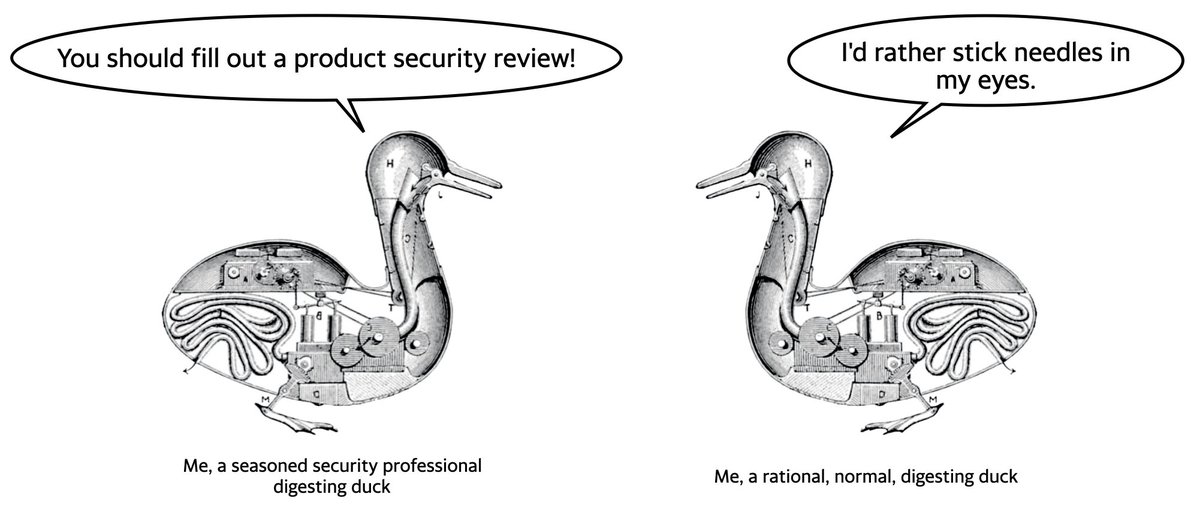 You should fill out a product security review!
I'd rather stick needles in
my eyes.
H
L
A
T
B
C
M
H
J
C
T
A
B
D
M
Me, a seasoned security professional
digesting duck
Me, a rational, normal, digesting duck